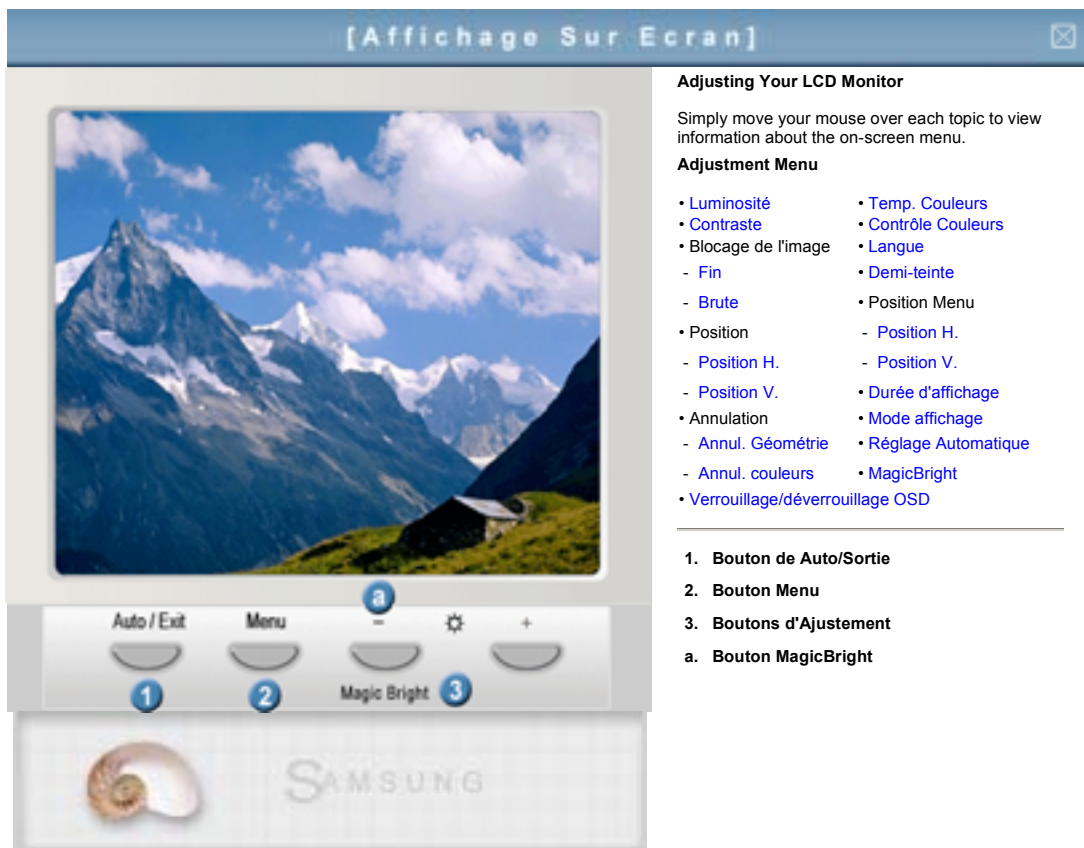 [Affichage Sur Ecran]
Adjusting Your LCD Monitor
Simply move your mouse over each topic to view
information about the on-screen menu.
Adjustment Menu
• Luminosité
• Contraste
• Blocage de l'image
- Fin
- Brute
• Position
- Position H.
- Position V.
• Annulation
- Annul. Géométrie
- Annul. couleurs
• Verrouillage/déverrouillage OSD
• Temp. Couleurs
• Contrôle Couleurs
• Langue
• Demi-teinte
• Position Menu
- Position H.
- Position V.
• Durée d'affichage
• Mode affichage
• Réglage Automatique
• MagicBright
1. Bouton de Auto/Sortie
2. Bouton Menu
3. Boutons d'Ajustement
a. Bouton MagicBright
a
Auto / Exit Menu - +
1 2 Magic Bright 3
SAMSUNG